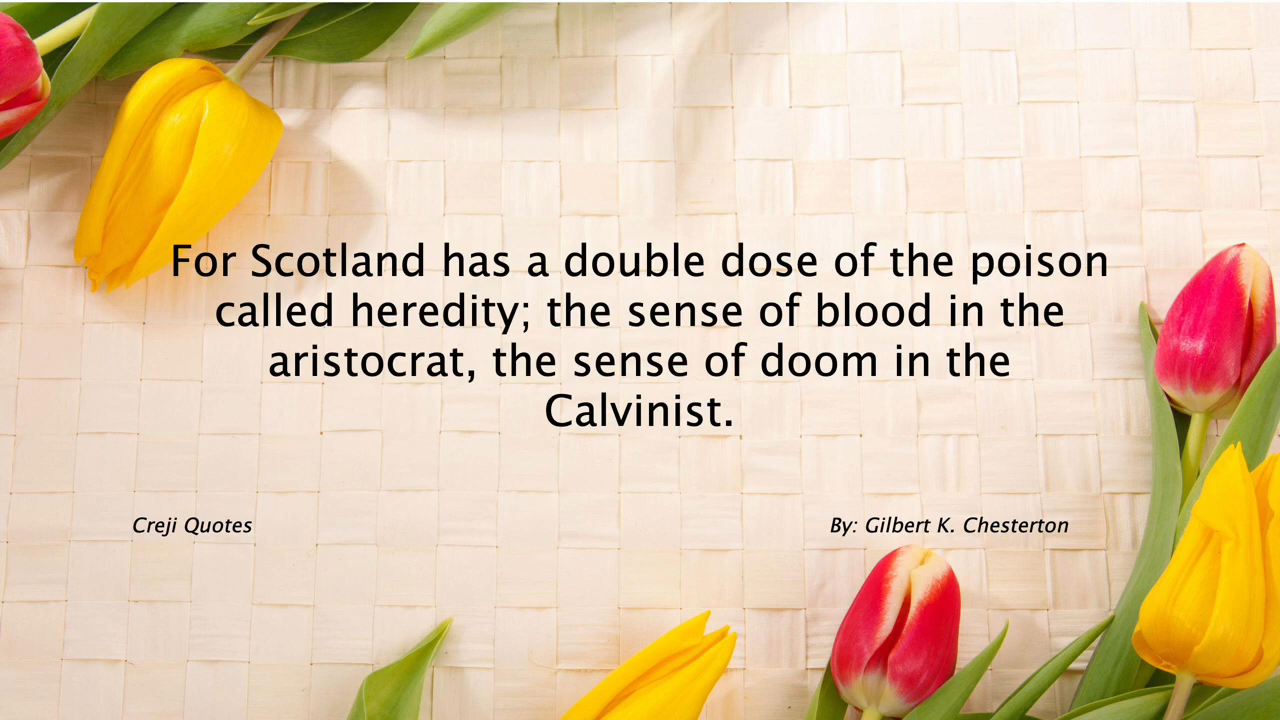 For Scotland has a double dose of the poison
called heredity; the sense of blood in the
aristocrat, the sense of doom in the
Calvinist.
Creji Quotes
By: Gilbert K. Chesterton